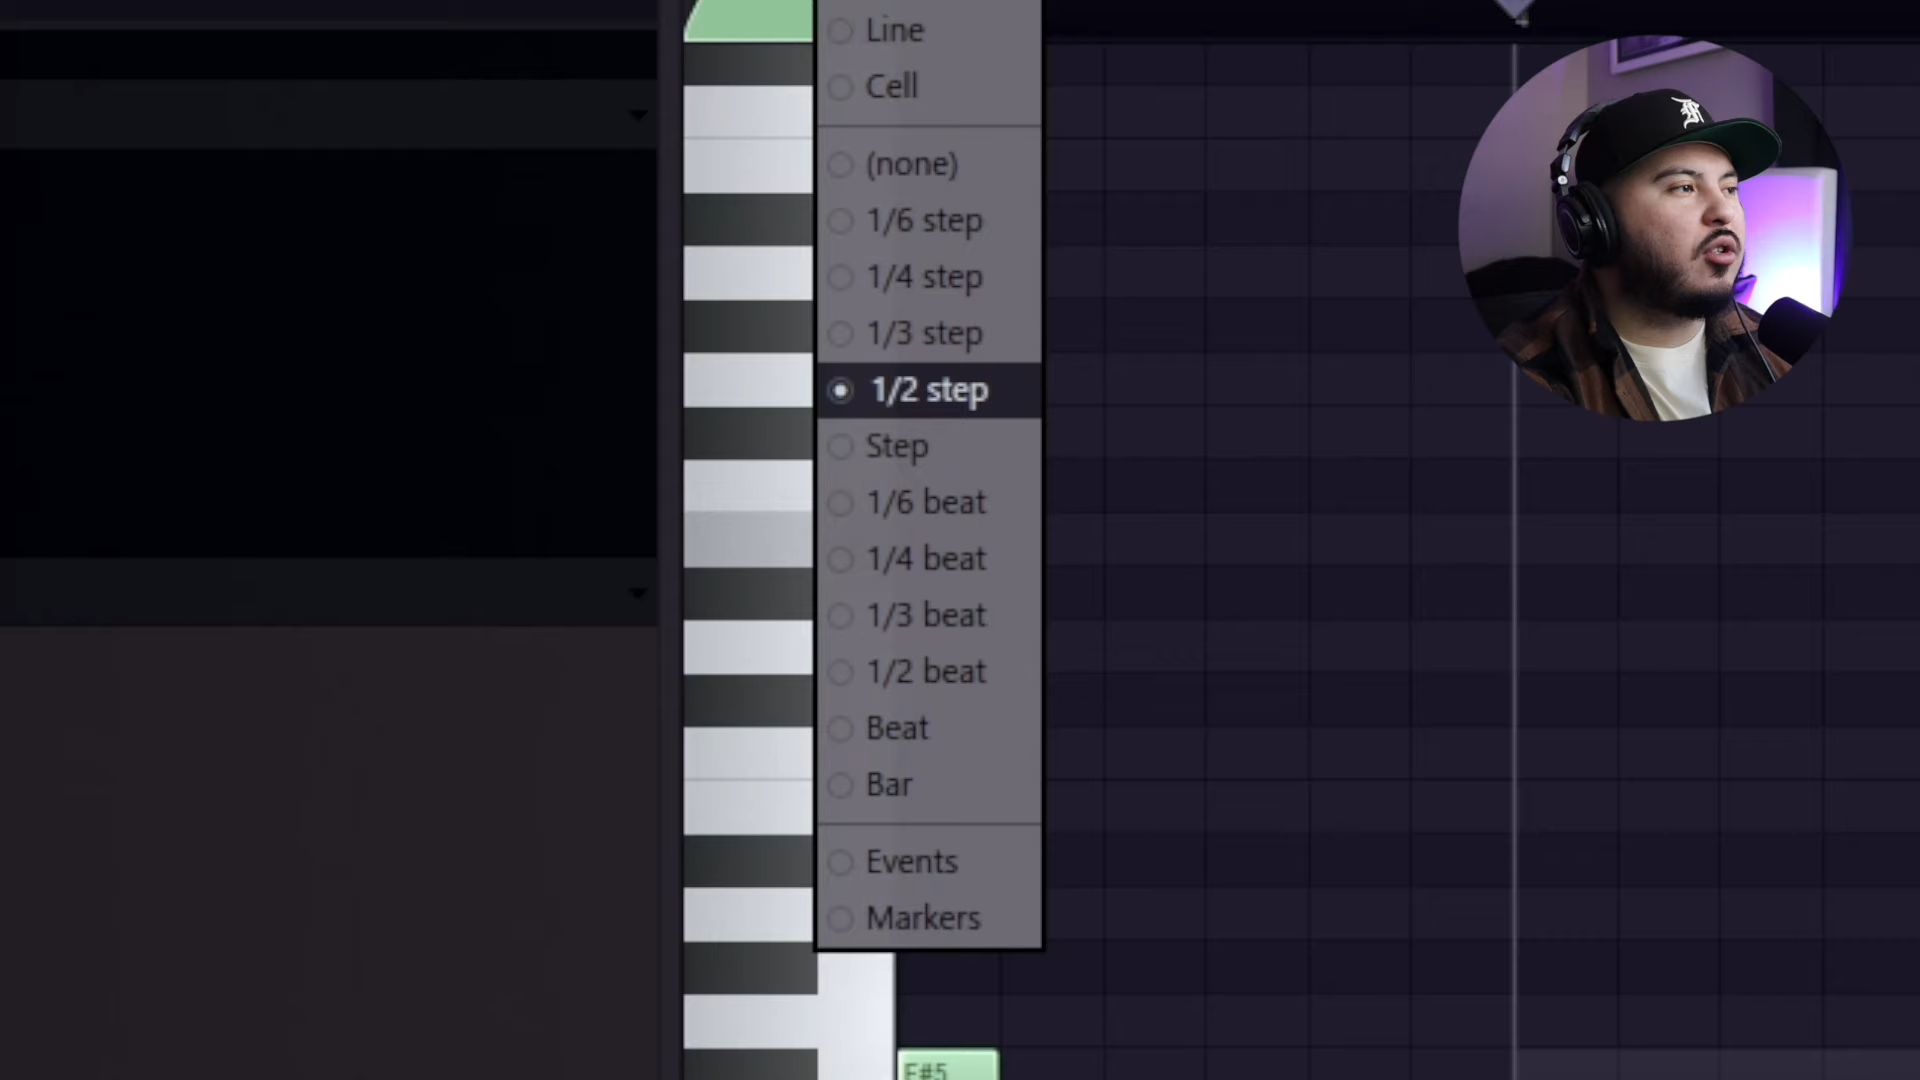 Line
Cell
(none)
1/6 step
1/4 step
1/3 step
1/2 step
Step
1/6 beat
1/4 beat
1/3 beat
1/2 beat
Beat
Bar
Events
Markers
F#5